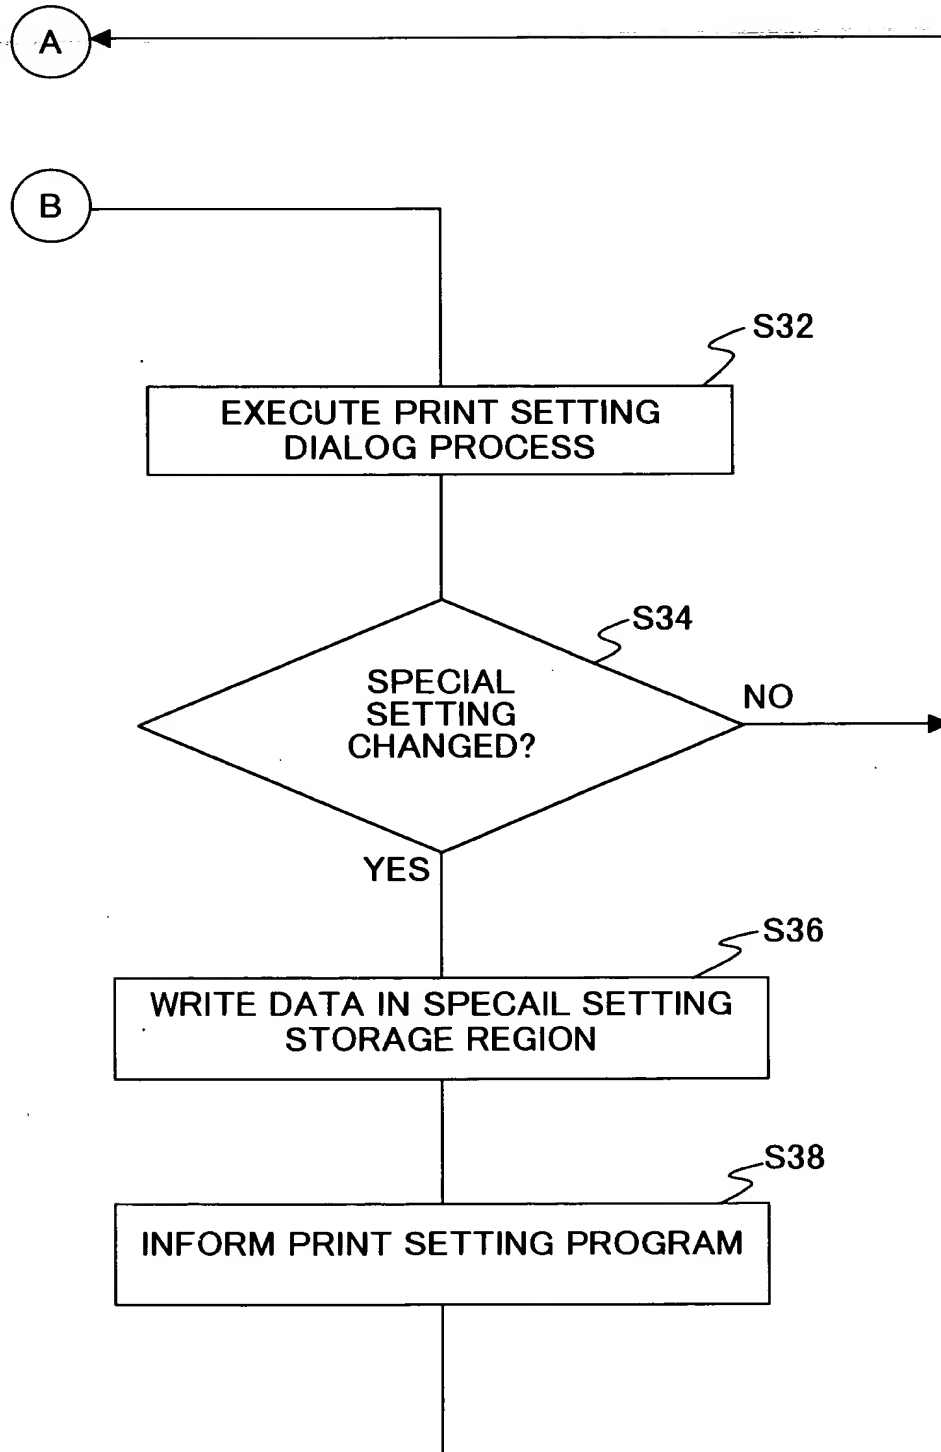 A
B
S32
EXECUTE PRINT SETTING
DIALOG PROCESS
S34
SPECIAL
SETTING
CHANGED?
NO
YES
S36
WRITE DATA IN SPECAIL SETTING
STORAGE REGION
S38
INFORM PRINT SETTING PROGRAM